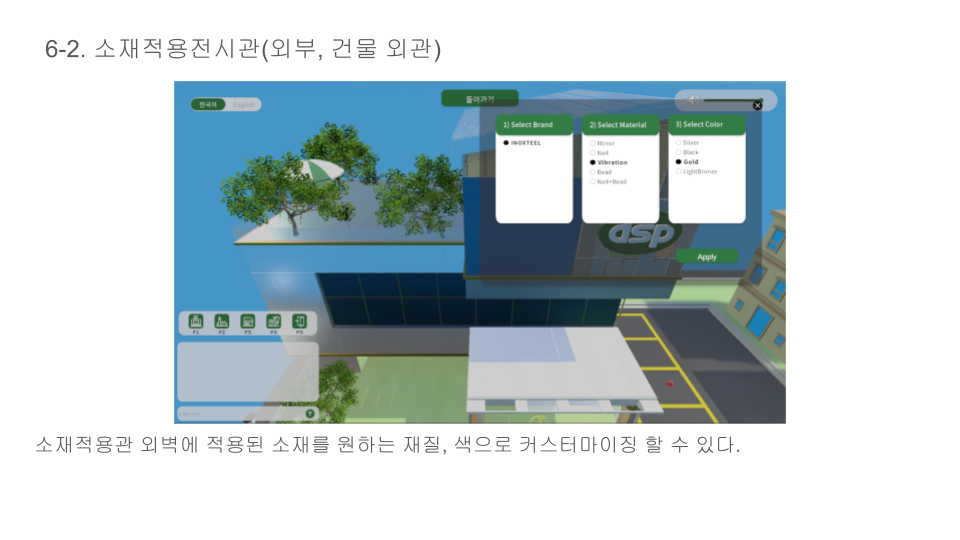 6-2. 소재적용전시관(외부, 건물 외관)
한국어 English
돌아가기
1) Select Brand
INOXTEEL
2) Select Material
Mirror
No4
Vibration
Bead
No4+Bead
3) Select Color
Silver
Black
Gold
LightBronze
dsp
Apply
F1 F2 F3 F4 F5
소재적용관 외벽에 적용된 소재를 원하는 재질, 색으로 커스터마이징 할 수 있다.